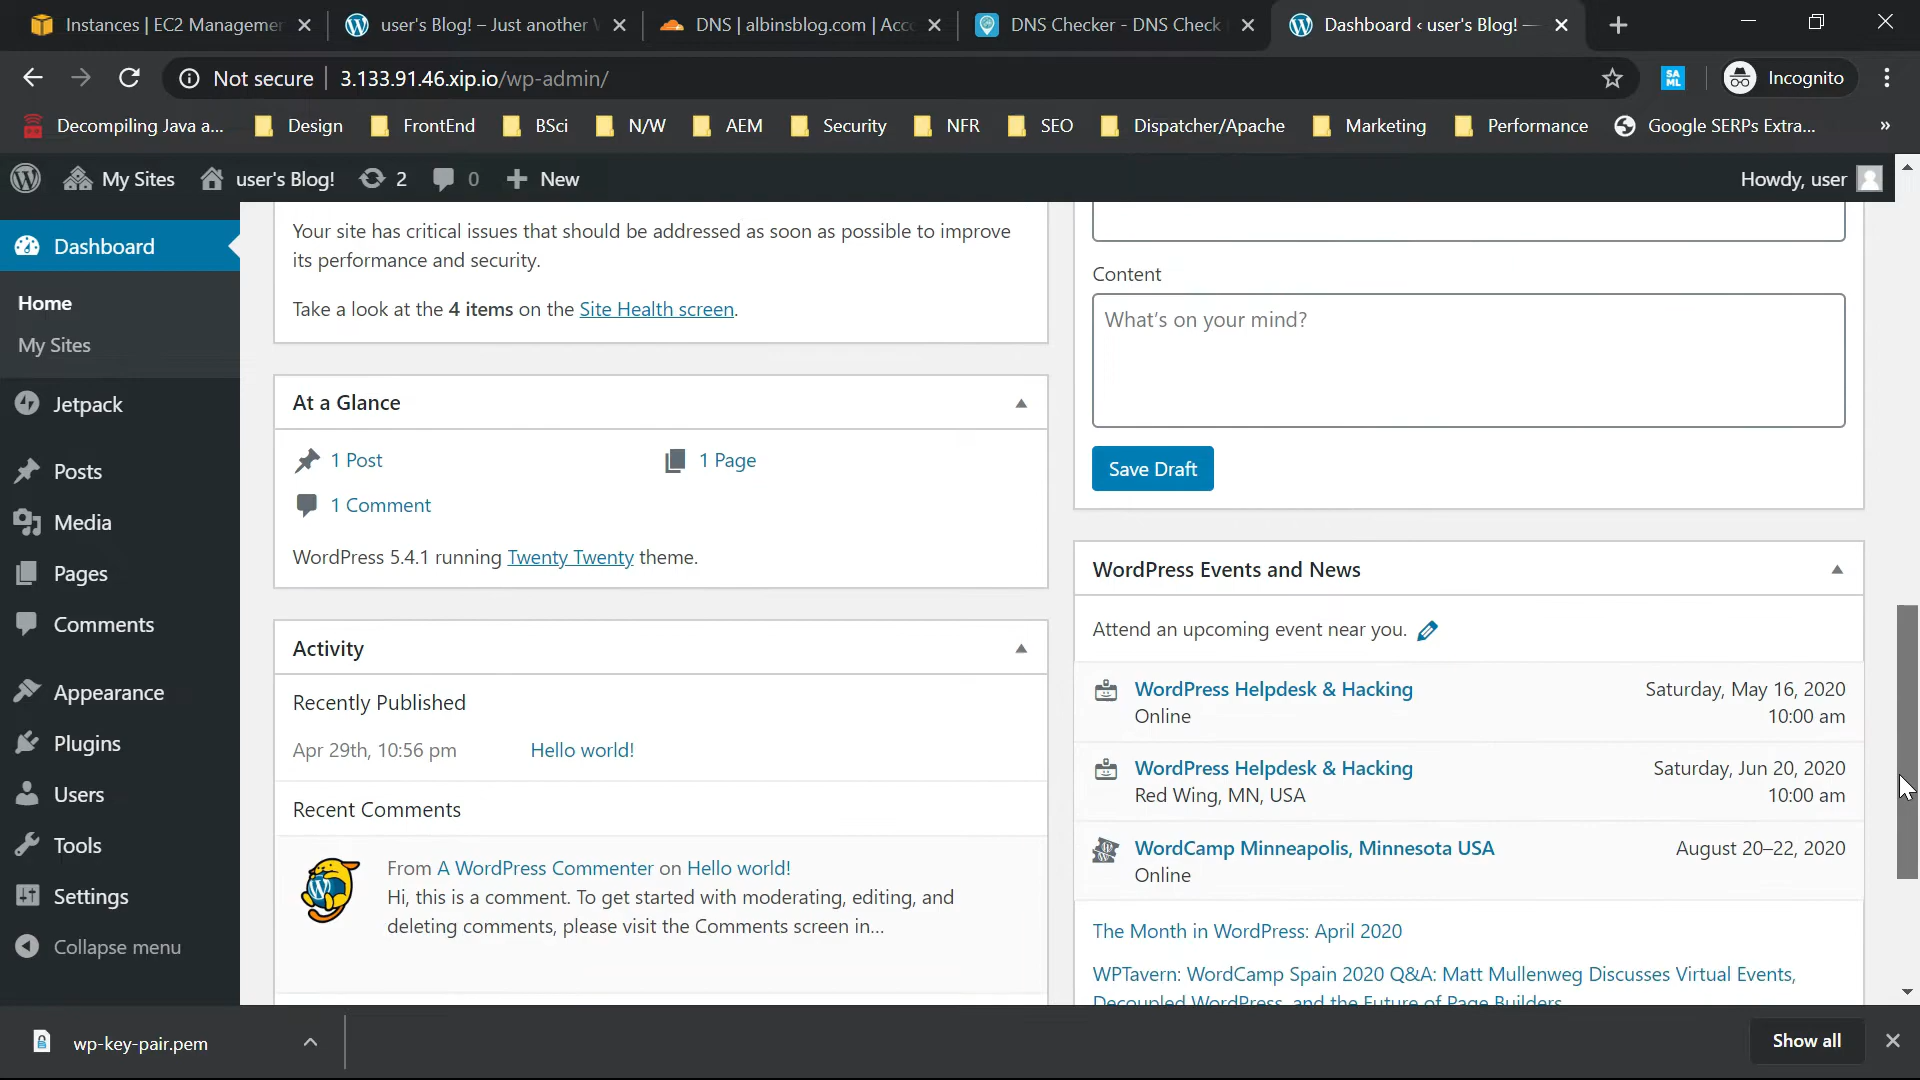 Instances | EC2 Managemer
user's Blog! – Just another
DNS | albinsblog.com | Acc
DNS Checker - DNS Check
Dashboard ‹ user's Blog! —
Not secure
3.133.91.46.xip.io/wp-admin/
SA
ML
Incognito
Decompiling Java a...
Design
FrontEnd
BSci
N/W
AEM
Security
NFR
SEO
Dispatcher/Apache
Marketing
Performance
Google SERPs Extra...
»
My Sites
user's Blog!
2
0
New
Howdy, user
Dashboard
Home
My Sites
Jetpack
Posts
Media
Pages
Comments
Appearance
Plugins
Users
Tools
Settings
Collapse menu
Your site has critical issues that should be addressed as soon as possible to improve
its performance and security.
Take a look at the 4 items on the Site Health screen.
At a Glance
1 Post
1 Page
1 Comment
WordPress 5.4.1 running Twenty Twenty theme.
Activity
Recently Published
Apr 29th, 10:56 pm
Hello world!
Recent Comments
From A WordPress Commenter on Hello world!
Hi, this is a comment. To get started with moderating, editing, and
deleting comments, please visit the Comments screen in...
Content
What's on your mind?
Save Draft
WordPress Events and News
Attend an upcoming event near you.
WordPress Helpdesk & Hacking
Online
Saturday, May 16, 2020
10:00 am
WordPress Helpdesk & Hacking
Red Wing, MN, USA
Saturday, Jun 20, 2020
10:00 am
WordCamp Minneapolis, Minnesota USA
Online
August 20–22, 2020
The Month in WordPress: April 2020
WPTavern: WordCamp Spain 2020 Q&A: Matt Mullenweg Discusses Virtual Events,
Decoupled WordPress, and the Future of Page Builders
wp-key-pair.pem
Show all